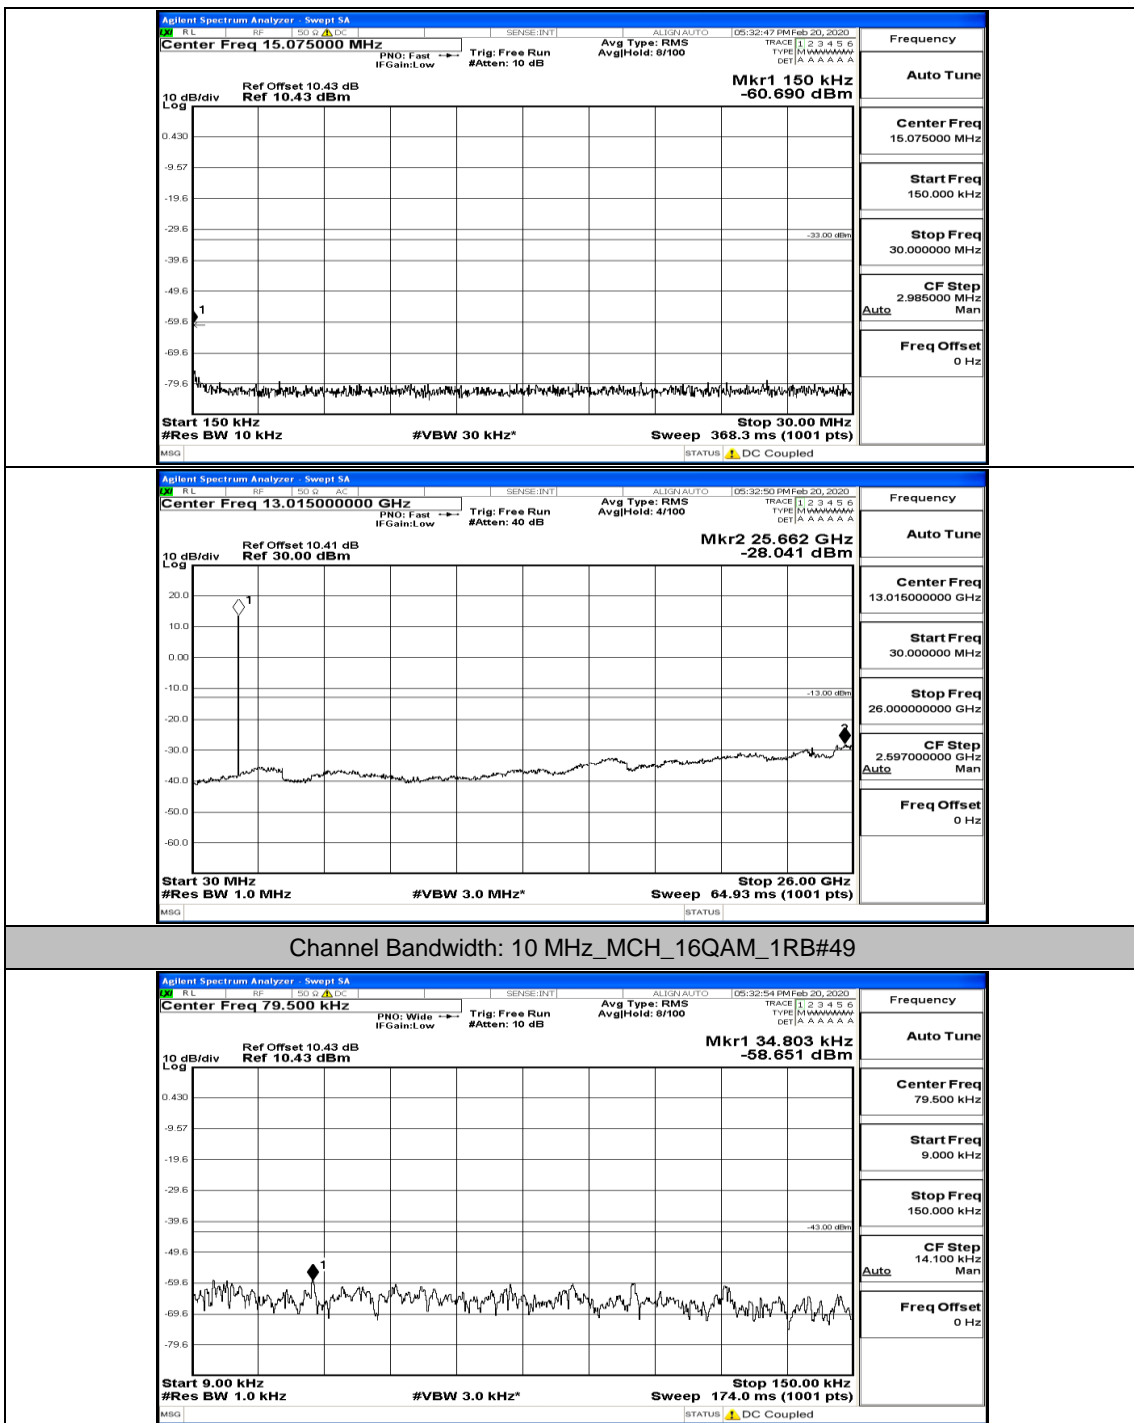 Agilent Spectrum Analyzer - Swept SA
LXI RL RF 50 Ω DC SENSE:INT ALIGN AUTO 05:32:47 PM Feb 20, 2020
Center Freq 15.075000 MHz
PNO: Fast
IFGain:Low
Trig: Free Run
#Atten: 10 dB
Avg Type: RMS
Avg|Hold: 8/100
TRACE 1 2 3 4 5 6
TYPE M W W W W W
DET A A A A A A
Mkr1 150 kHz
-60.690 dBm
Ref Offset 10.43 dB
10 dB/div Ref 10.43 dBm
Log
0.430
-9.57
-19.6
-29.6
-33.00 dBm
-39.6
-49.6
1
-59.6
-69.6
-79.6
Start 150 kHz
Stop 30.00 MHz
#Res BW 10 kHz
#VBW 30 kHz*
Sweep 368.3 ms (1001 pts)
MSG
STATUS DC Coupled
Frequency
Auto Tune
Center Freq
15.075000 MHz
Start Freq
150.000 kHz
Stop Freq
30.000000 MHz
CF Step
2.985000 MHz
Auto Man
Freq Offset
0 Hz
Agilent Spectrum Analyzer - Swept SA
LXI RL RF 50 Ω AC SENSE:INT ALIGN AUTO 05:32:50 PM Feb 20, 2020
Center Freq 13.015000000 GHz
PNO: Fast
IFGain:Low
Trig: Free Run
#Atten: 40 dB
Avg Type: RMS
Avg|Hold: 4/100
TRACE 1 2 3 4 5 6
TYPE M W W W W W
DET A A A A A A
Mkr2 25.662 GHz
-28.041 dBm
Ref Offset 10.41 dB
10 dB/div Ref 30.00 dBm
Log
20.0
1
10.0
0.00
-10.0
-13.00 dBm
-20.0
2
-30.0
-40.0
-50.0
-60.0
Start 30 MHz
Stop 26.00 GHz
#Res BW 1.0 MHz
#VBW 3.0 MHz*
Sweep 64.93 ms (1001 pts)
MSG
STATUS
Frequency
Auto Tune
Center Freq
13.015000000 GHz
Start Freq
30.000000 MHz
Stop Freq
26.000000000 GHz
CF Step
2.597000000 GHz
Auto Man
Freq Offset
0 Hz
Channel Bandwidth: 10 MHz_MCH_16QAM_1RB#49
Agilent Spectrum Analyzer - Swept SA
LXI RL RF 50 Ω DC SENSE:INT ALIGN AUTO 05:32:54 PM Feb 20, 2020
Center Freq 79.500 kHz
PNO: Wide
IFGain:Low
Trig: Free Run
#Atten: 10 dB
Avg Type: RMS
Avg|Hold: 8/100
TRACE 1 2 3 4 5 6
TYPE M W W W W W
DET A A A A A A
Mkr1 34.803 kHz
-58.651 dBm
Ref Offset 10.43 dB
10 dB/div Ref 10.43 dBm
Log
0.430
-9.57
-19.6
-29.6
-39.6
-43.00 dBm
-49.6
1
-59.6
-69.6
-79.6
Start 9.00 kHz
Stop 150.00 kHz
#Res BW 1.0 kHz
#VBW 3.0 kHz*
Sweep 174.0 ms (1001 pts)
MSG
STATUS DC Coupled
Frequency
Auto Tune
Center Freq
79.500 kHz
Start Freq
9.000 kHz
Stop Freq
150.000 kHz
CF Step
14.100 kHz
Auto Man
Freq Offset
0 Hz